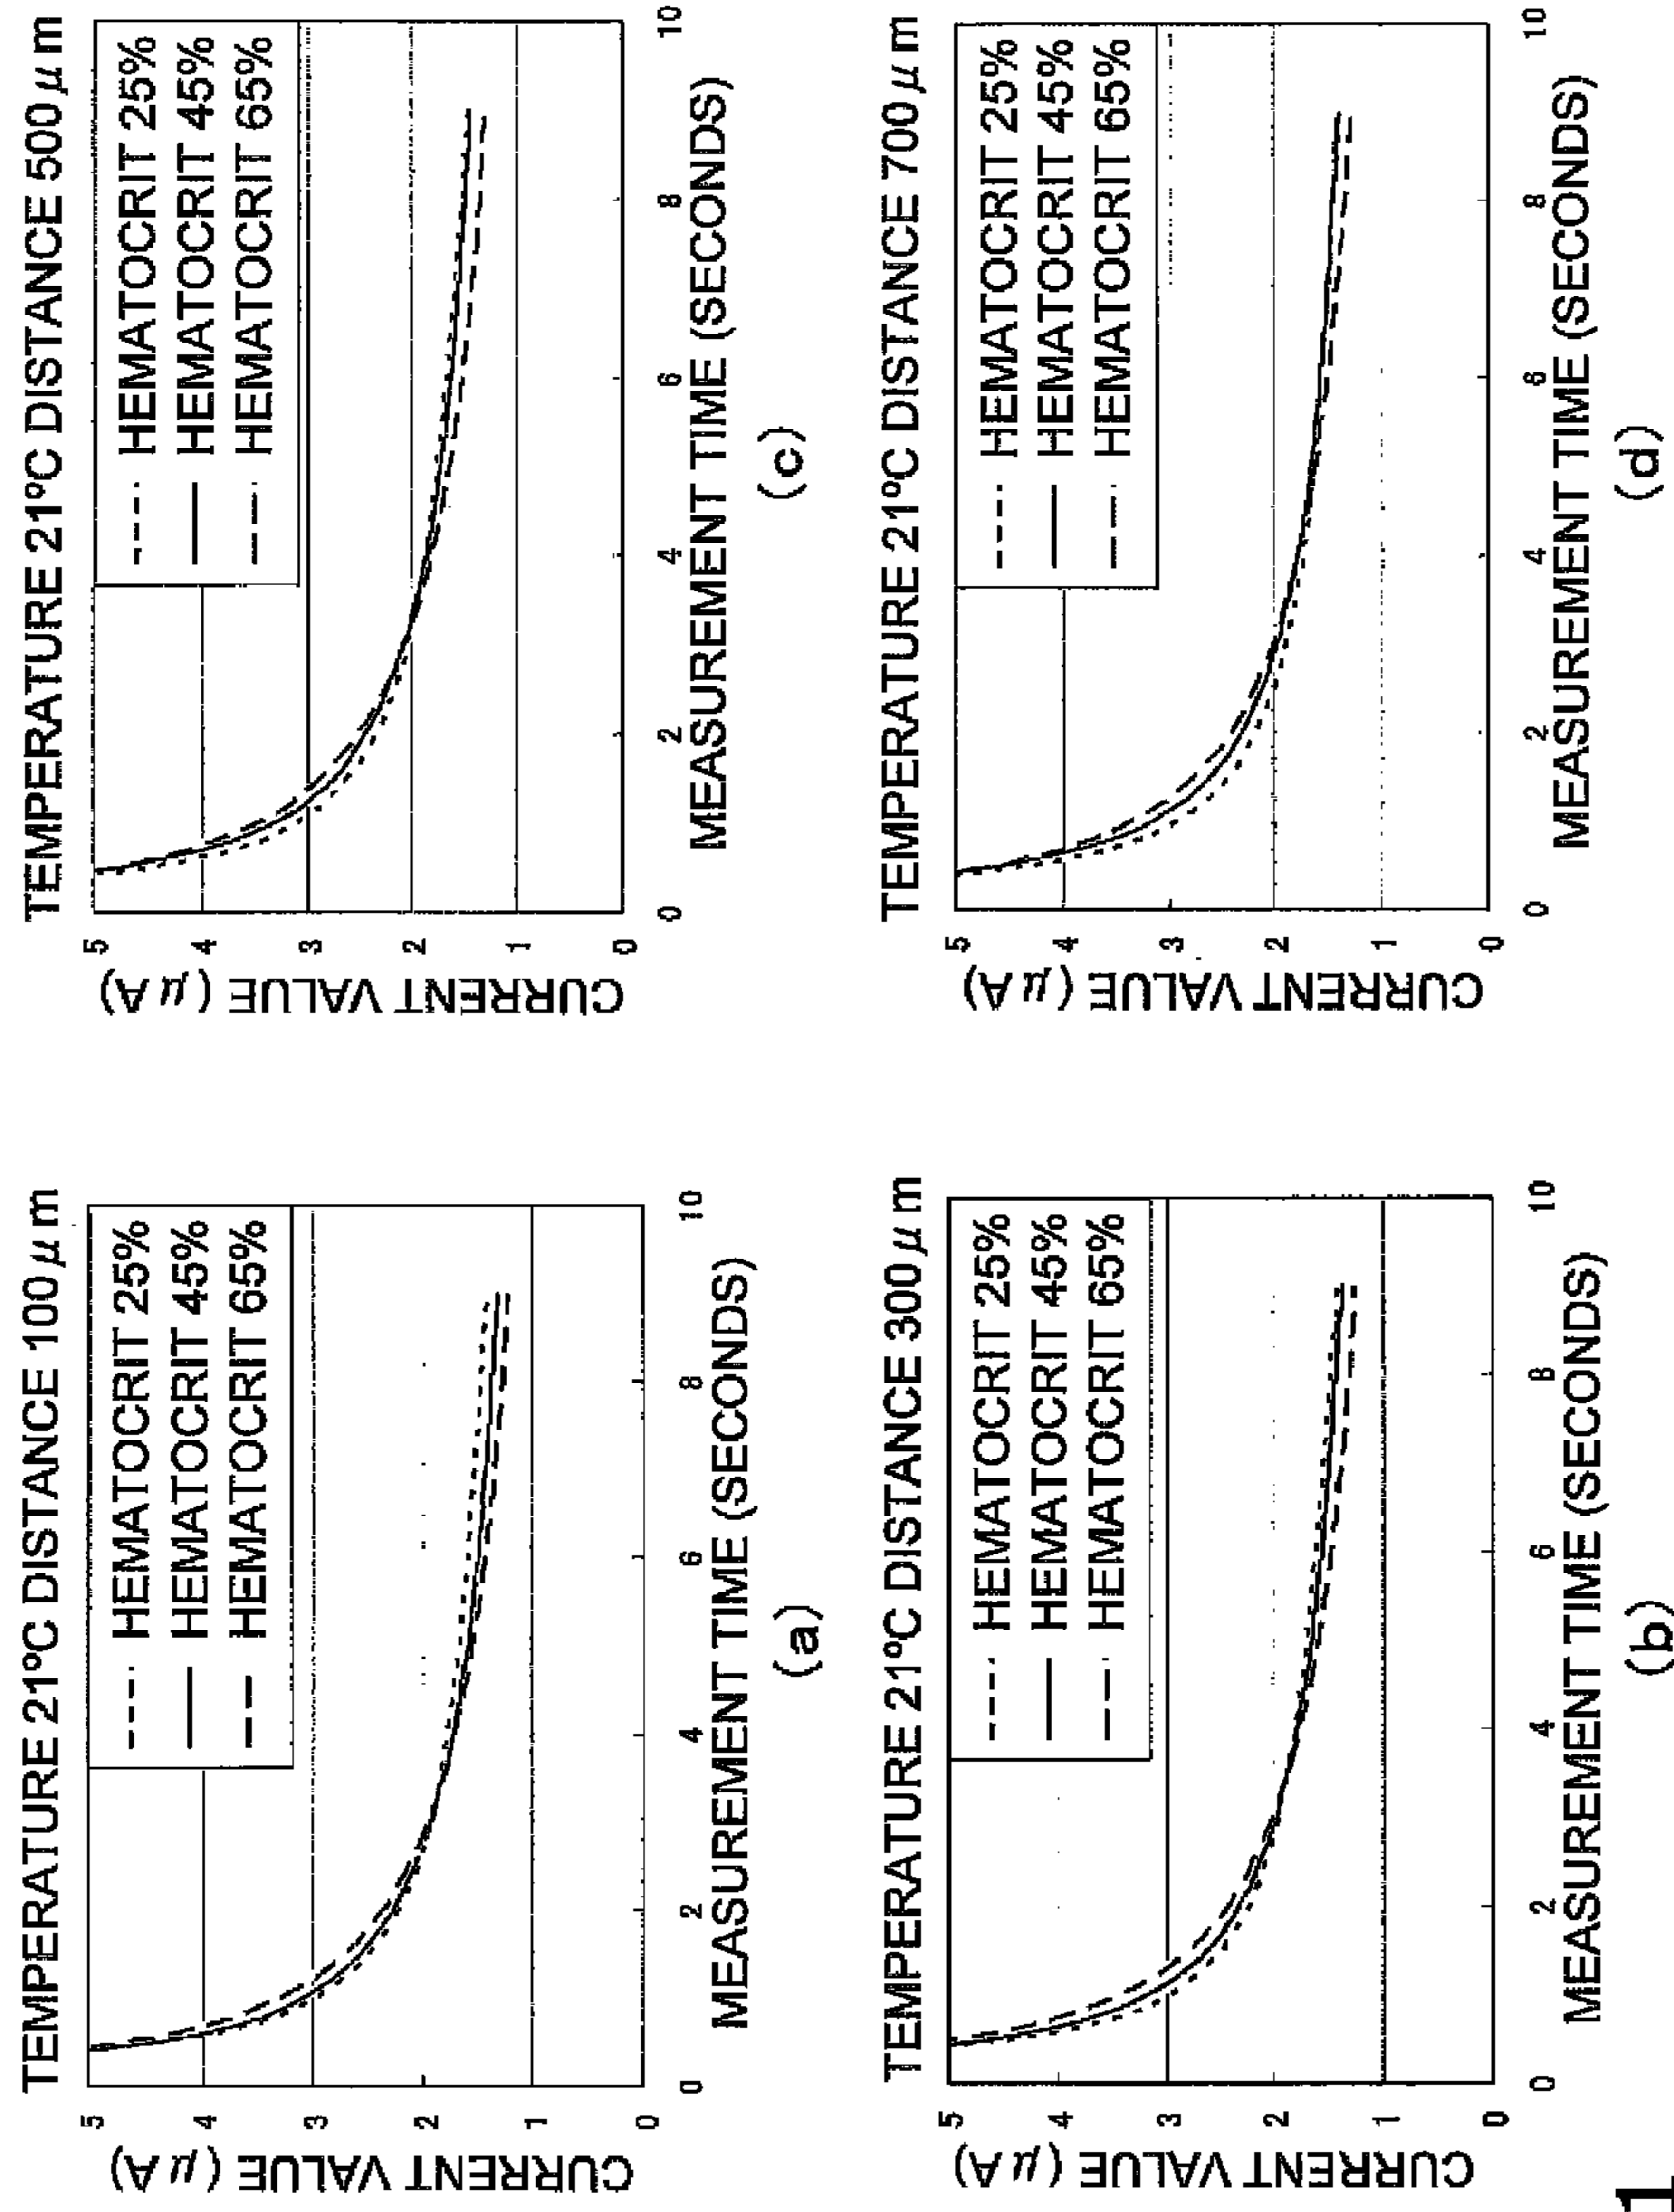 TEMPERATURE 21ºC DISTANCE 100μm
CURRENT VALUE (μA)
5
4
3
2
1
0
HEMATOCRIT 25%
HEMATOCRIT 45%
HEMATOCRIT 65%
0 2 4 6 8 10
MEASUREMENT TIME (SECONDS)
(a)
TEMPERATURE 21ºC DISTANCE 300μm
CURRENT VALUE (μA)
5
4
3
2
1
0
HEMATOCRIT 25%
HEMATOCRIT 45%
HEMATOCRIT 65%
0 2 4 6 8 10
MEASUREMENT TIME (SECONDS)
(b)
TEMPERATURE 21ºC DISTANCE 500μm
CURRENT VALUE (μA)
5
4
3
2
1
0
HEMATOCRIT 25%
HEMATOCRIT 45%
HEMATOCRIT 65%
0 2 4 6 8 10
MEASUREMENT TIME (SECONDS)
(c)
TEMPERATURE 21ºC DISTANCE 700μm
CURRENT VALUE (μA)
5
4
3
2
1
0
HEMATOCRIT 25%
HEMATOCRIT 45%
HEMATOCRIT 65%
0 2 4 6 8 10
MEASUREMENT TIME (SECONDS)
(d)